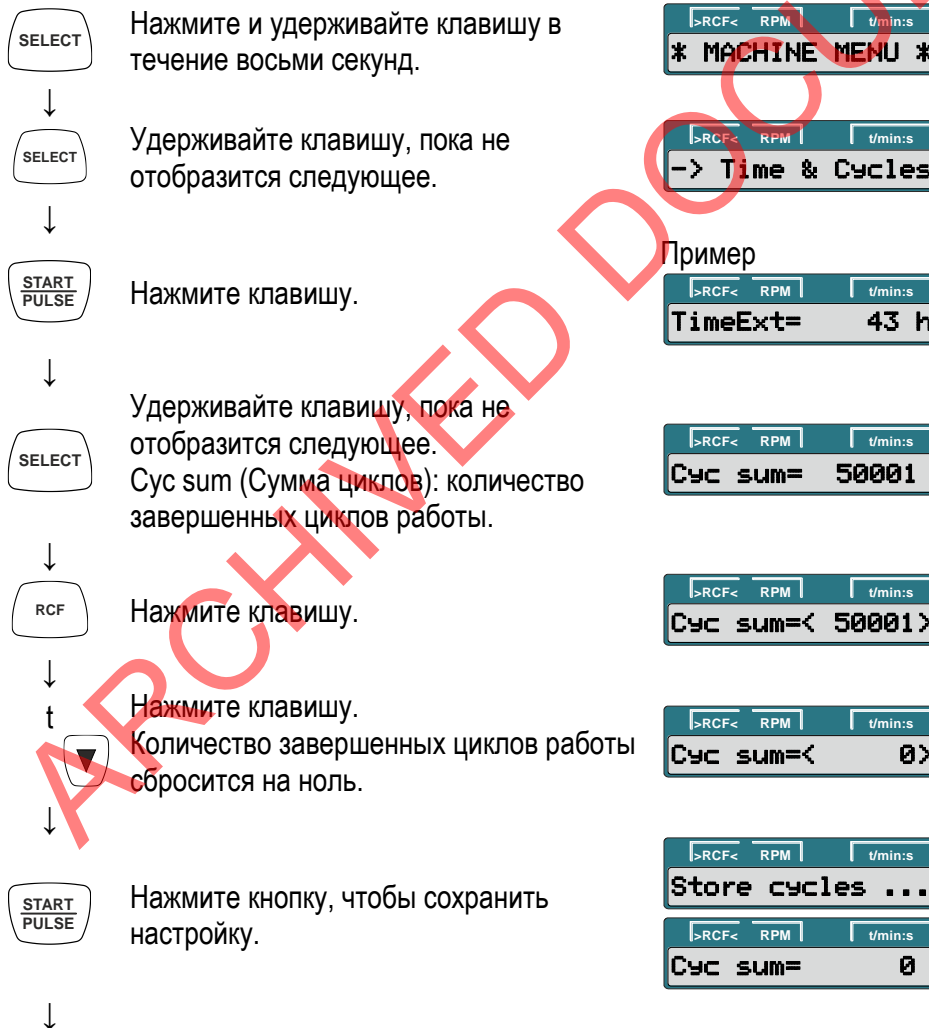 SELECT
Нажмите и удерживайте клавишу в
течение восьми секунд.
>RCF< RPM t/min:s
* MACHINE MENU *
↓
SELECT
Удерживайте клавишу, пока не
отобразится следующее.
>RCF< RPM t/min:s
-> Time & Cycles
↓
Пример
START
PULSE
Нажмите клавишу.
>RCF< RPM t/min:s
TimeExt= 43 h
↓
SELECT
Удерживайте клавишу, пока не
отобразится следующее.
Cyc sum (Сумма циклов): количество
завершенных циклов работы.
>RCF< RPM t/min:s
Cyc sum= 50001
↓
RCF
Нажмите клавишу.
>RCF< RPM t/min:s
Cyc sum=< 50001>
↓
t
▼
Нажмите клавишу.
Количество завершенных циклов работы
сбросится на ноль.
>RCF< RPM t/min:s
Cyc sum=< 0>
↓
START
PULSE
Нажмите кнопку, чтобы сохранить
настройку.
>RCF< RPM t/min:s
Store cycles ...
>RCF< RPM t/min:s
Cyc sum= 0
↓
ARCHIVED DOCU